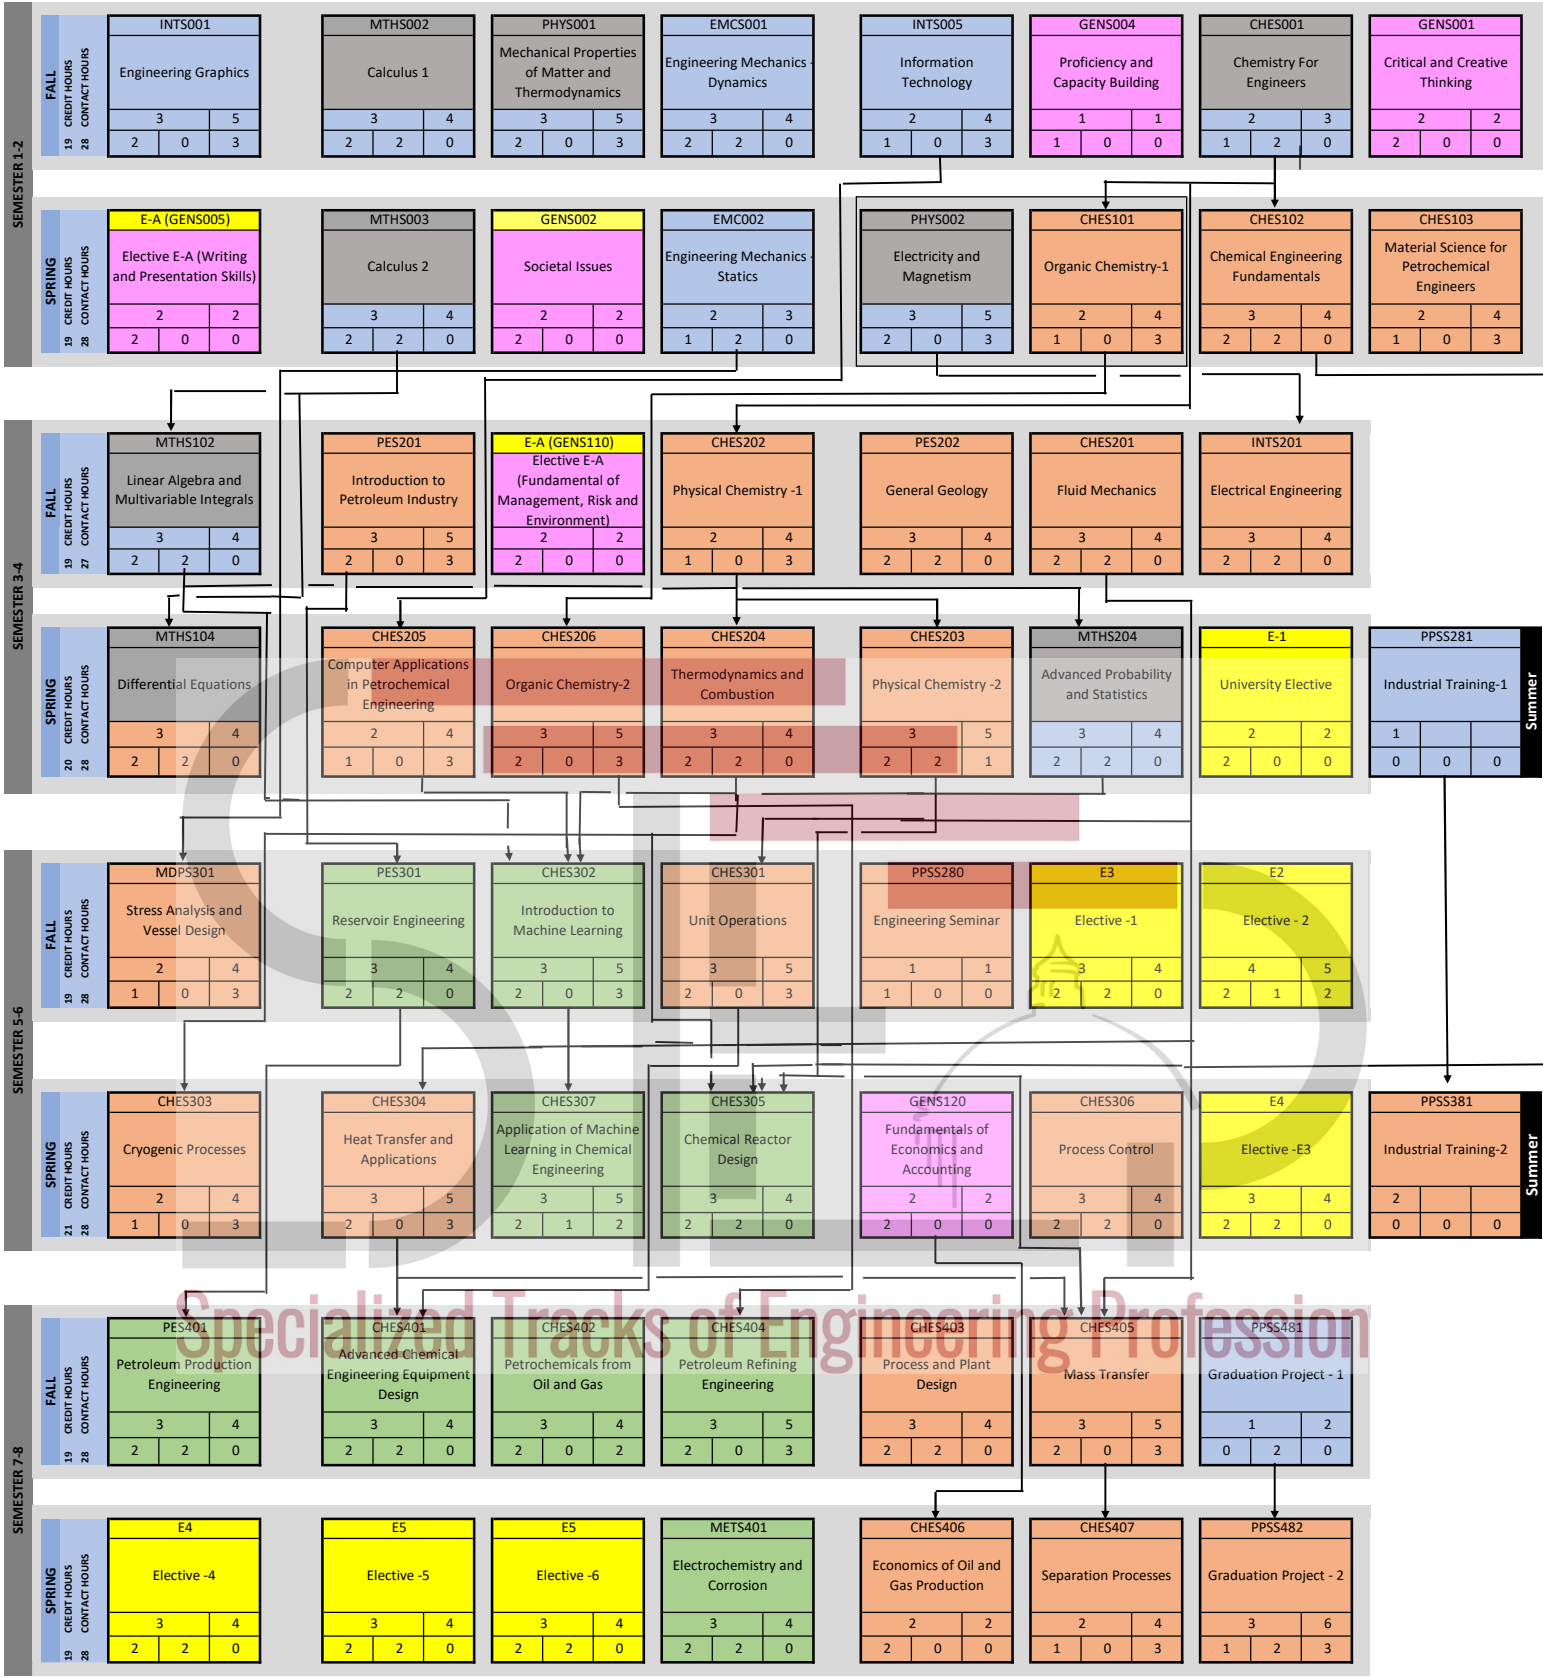 SEMESTER 1-2
FALL
19 CREDIT HOURS
28 CONTACT HOURS
INTS001
Engineering Graphics
3 5
2 0 3
MTHS002
Calculus 1
3 4
2 2 0
PHYS001
Mechanical Properties
of Matter and
Thermodynamics
3 5
2 0 3
EMCS001
Engineering Mechanics -
Dynamics
3 4
2 2 0
INTS005
Information
Technology
2 4
1 0 3
GENS004
Proficiency and
Capacity Building
1 1
1 0 0
CHES001
Chemistry For
Engineers
2 3
1 2 0
GENS001
Critical and Creative
Thinking
2 2
2 0 0
SPRING
19 CREDIT HOURS
28 CONTACT HOURS
E-A (GENS005)
Elective E-A (Writing
and Presentation Skills)
2 2
2 0 0
MTHS003
Calculus 2
3 4
2 2 0
GENS002
Societal Issues
2 2
2 0 0
EMC002
Engineering Mechanics -
Statics
2 3
1 2 0
PHYS002
Electricity and
Magnetism
3 5
2 0 3
CHES101
Organic Chemistry-1
2 4
1 0 3
CHES102
Chemical Engineering
Fundamentals
3 4
2 2 0
CHES103
Material Science for
Petrochemical
Engineers
2 4
1 0 3
SEMESTER 3-4
FALL
19 CREDIT HOURS
27 CONTACT HOURS
MTHS102
Linear Algebra and
Multivariable Integrals
3 4
2 2 0
PES201
Introduction to
Petroleum Industry
3 5
2 0 3
E-A (GENS110)
Elective E-A
(Fundamental of
Management, Risk and
Environment)
2 2
2 0 0
CHES202
Physical Chemistry -1
2 4
1 0 3
PES202
General Geology
3 4
2 2 0
CHES201
Fluid Mechanics
3 4
2 2 0
INTS201
Electrical Engineering
3 4
2 2 0
SPRING
20 CREDIT HOURS
28 CONTACT HOURS
MTHS104
Differential Equations
3 4
2 2 0
CHES205
Computer Applications
in Petrochemical
Engineering
2 4
1 0 3
CHES206
Organic Chemistry-2
3 5
2 0 3
CHES204
Thermodynamics and
Combustion
3 4
2 2 0
CHES203
Physical Chemistry -2
3 5
2 2 1
MTHS204
Advanced Probability
and Statistics
3 4
2 2 0
E-1
University Elective
2 2
2 0 0
PPSS281
Industrial Training-1
1
0 0 0
Summer
SEMESTER 5-6
FALL
19 CREDIT HOURS
28 CONTACT HOURS
MDPS301
Stress Analysis and
Vessel Design
2 4
1 0 3
PES301
Reservoir Engineering
3 4
2 2 0
CHES302
Introduction to
Machine Learning
3 5
2 0 3
CHES301
Unit Operations
3 5
2 0 3
PPSS280
Engineering Seminar
1 1
1 0 0
E3
Elective -1
3 4
2 2 0
E2
Elective - 2
4 5
2 1 2
SPRING
21 CREDIT HOURS
28 CONTACT HOURS
CHES303
Cryogenic Processes
2 4
1 0 3
CHES304
Heat Transfer and
Applications
3 5
2 0 3
CHES307
Application of Machine
Learning in Chemical
Engineering
3 5
2 1 2
CHES305
Chemical Reactor
Design
3 4
2 2 0
GENS120
Fundamentals of
Economics and
Accounting
2 2
2 0 0
CHES306
Process Control
3 4
2 2 0
E4
Elective -E3
3 4
2 2 0
PPSS381
Industrial Training-2
2
0 0 0
Summer
Specialized Tracks of Engineering Profession
SEMESTER 7-8
FALL
19 CREDIT HOURS
28 CONTACT HOURS
PES401
Petroleum Production
Engineering
3 4
2 2 0
CHES401
Advanced Chemical
Engineering Equipment
Design
3 4
2 2 0
CHES402
Petrochemicals from
Oil and Gas
3 4
2 0 2
CHES404
Petroleum Refining
Engineering
3 5
2 0 3
CHES403
Process and Plant
Design
3 4
2 2 0
CHES405
Mass Transfer
3 5
2 0 3
PPSS481
Graduation Project - 1
1 2
0 2 0
SPRING
19 CREDIT HOURS
28 CONTACT HOURS
E4
Elective -4
3 4
2 2 0
E5
Elective -5
3 4
2 2 0
E5
Elective -6
3 4
2 2 0
METS401
Electrochemistry and
Corrosion
3 4
2 2 0
CHES406
Economics of Oil and
Gas Production
2 2
2 0 0
CHES407
Separation Processes
2 4
1 0 3
PPSS482
Graduation Project - 2
3 6
1 2 3